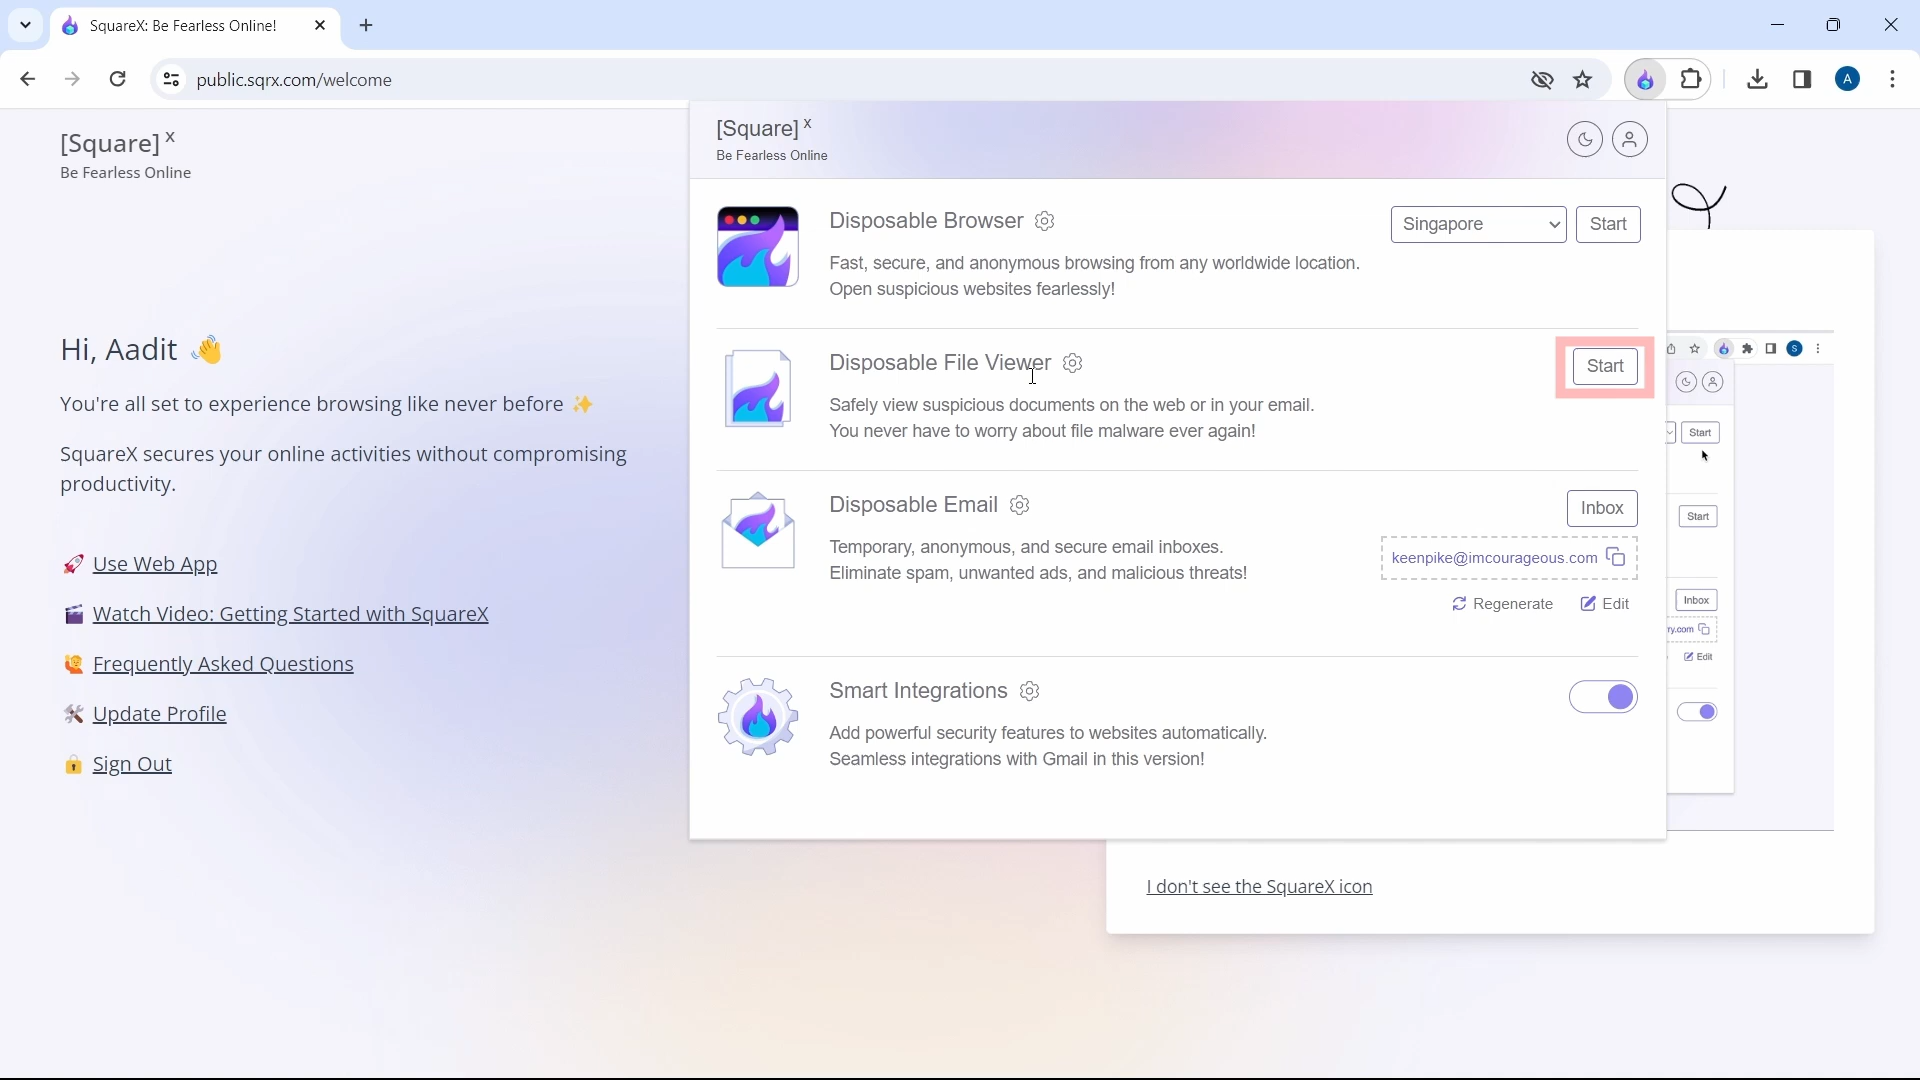 SquareX: Be Fearless Online!
public.sqrx.com/welcome
A
[Square] x
Be Fearless Online
Hi, Aadit 👋
You're all set to experience browsing like never before ✨
SquareX secures your online activities without compromising
productivity.
🚀 Use Web App
🎬 Watch Video: Getting Started with SquareX
🙋 Frequently Asked Questions
🛠 Update Profile
🔒 Sign Out
[Square] x
Be Fearless Online
Disposable Browser
Singapore
Start
Fast, secure, and anonymous browsing from any worldwide location.
Open suspicious websites fearlessly!
Disposable File Viewer
Start
Safely view suspicious documents on the web or in your email.
You never have to worry about file malware ever again!
Disposable Email
Inbox
Temporary, anonymous, and secure email inboxes.
Eliminate spam, unwanted ads, and malicious threats!
keenpike@imcourageous.com
Regenerate
Edit
Smart Integrations
Add powerful security features to websites automatically.
Seamless integrations with Gmail in this version!
S
Start
Start
Inbox
ry.com
Edit
I don't see the SquareX icon